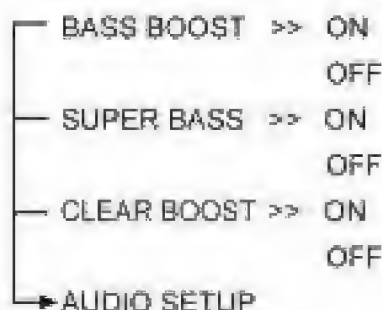 BASS BOOST >> ON
OFF
SUPER BASS >> ON
OFF
CLEAR BOOST >> ON
OFF
AUDIO SETUP